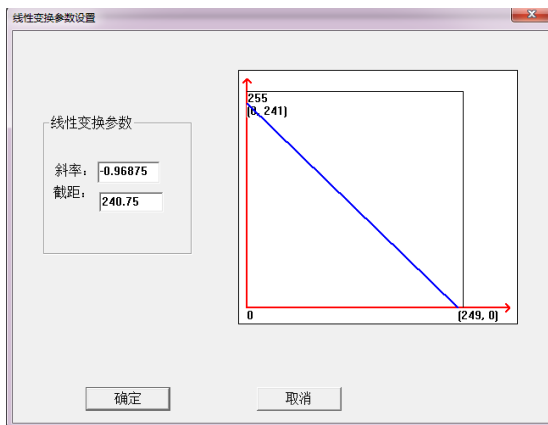 线性变换参数设置
线性变换参数
斜率：
-0.96875
截距：
240.75
255
(0, 241)
0
(249, 0)
确定
取消